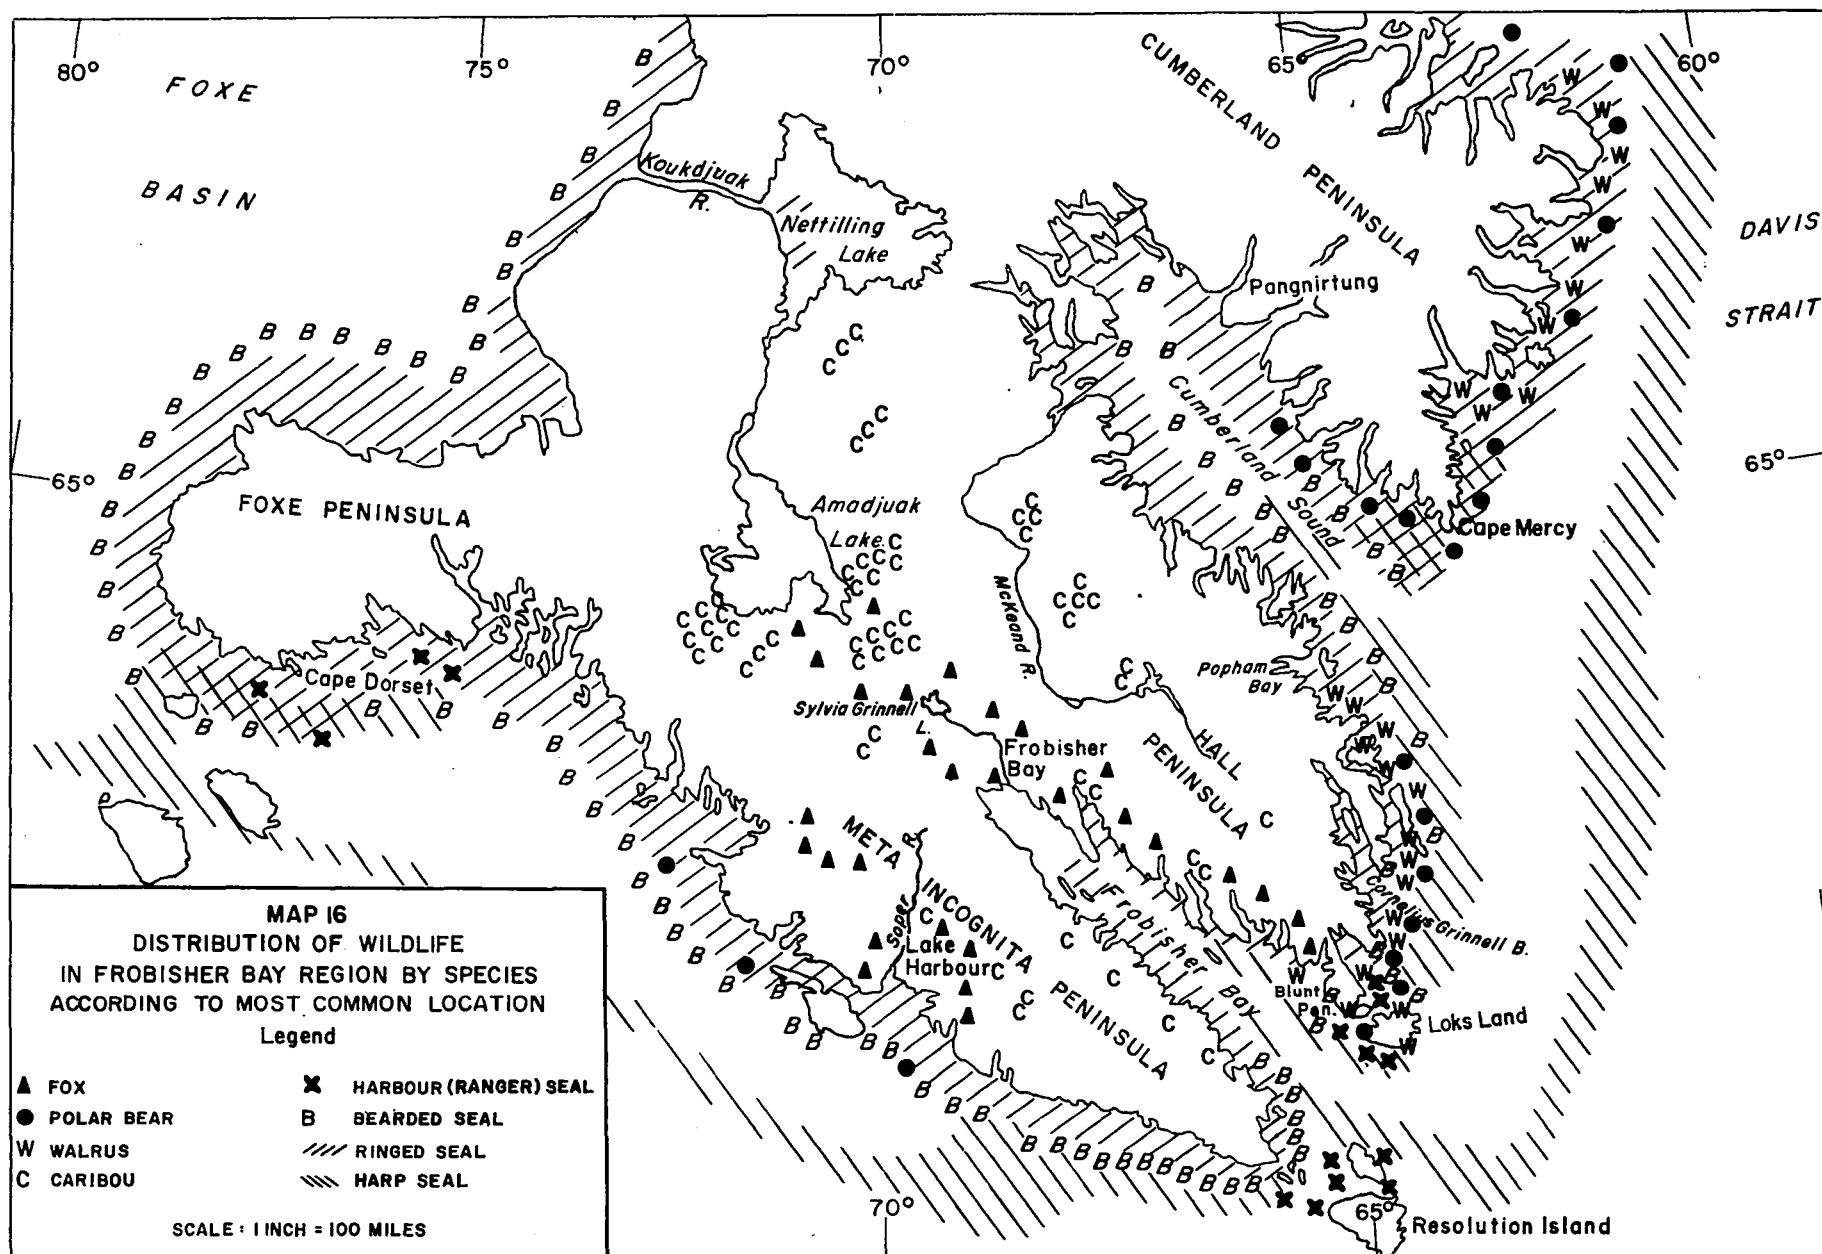 80°
75°
70°
65°
60°
FOXE
BASIN
Koukdjuak
R.
Nettilling
Lake
CUMBERLAND
PENINSULA
Pangnirtung
DAVIS
STRAIT
65°
65°
FOXE PENINSULA
Amadjuak
Lake
Cumberland
Sound
Cape Mercy
McKeand R.
Cape Dorset
Popham
Bay
Sylvia Grinnell
L.
Frobisher
Bay
HALL
PENINSULA
META
INCOGNITA
PENINSULA
Soper R.
Lake
Harbour
Frobisher Bay
Cornelius Grinnell B.
Blunt
Pen.
Loks Land
70°
65°
Resolution Island
MAP 16
DISTRIBUTION OF WILDLIFE
IN FROBISHER BAY REGION BY SPECIES
ACCORDING TO MOST COMMON LOCATION
Legend
FOX
POLAR BEAR
W WALRUS
C CARIBOU
HARBOUR (RANGER) SEAL
B BEARDED SEAL
RINGED SEAL
HARP SEAL
SCALE : 1 INCH = 100 MILES